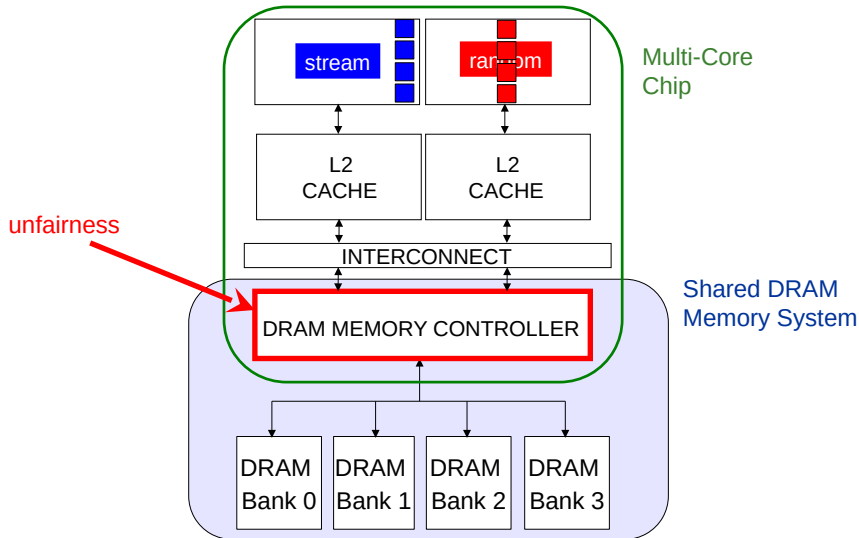 stream
random
Multi-Core
Chip
L2
CACHE
L2
CACHE
unfairness
INTERCONNECT
Shared DRAM
Memory System
DRAM MEMORY CONTROLLER
DRAM
Bank 0
DRAM
Bank 1
DRAM
Bank 2
DRAM
Bank 3